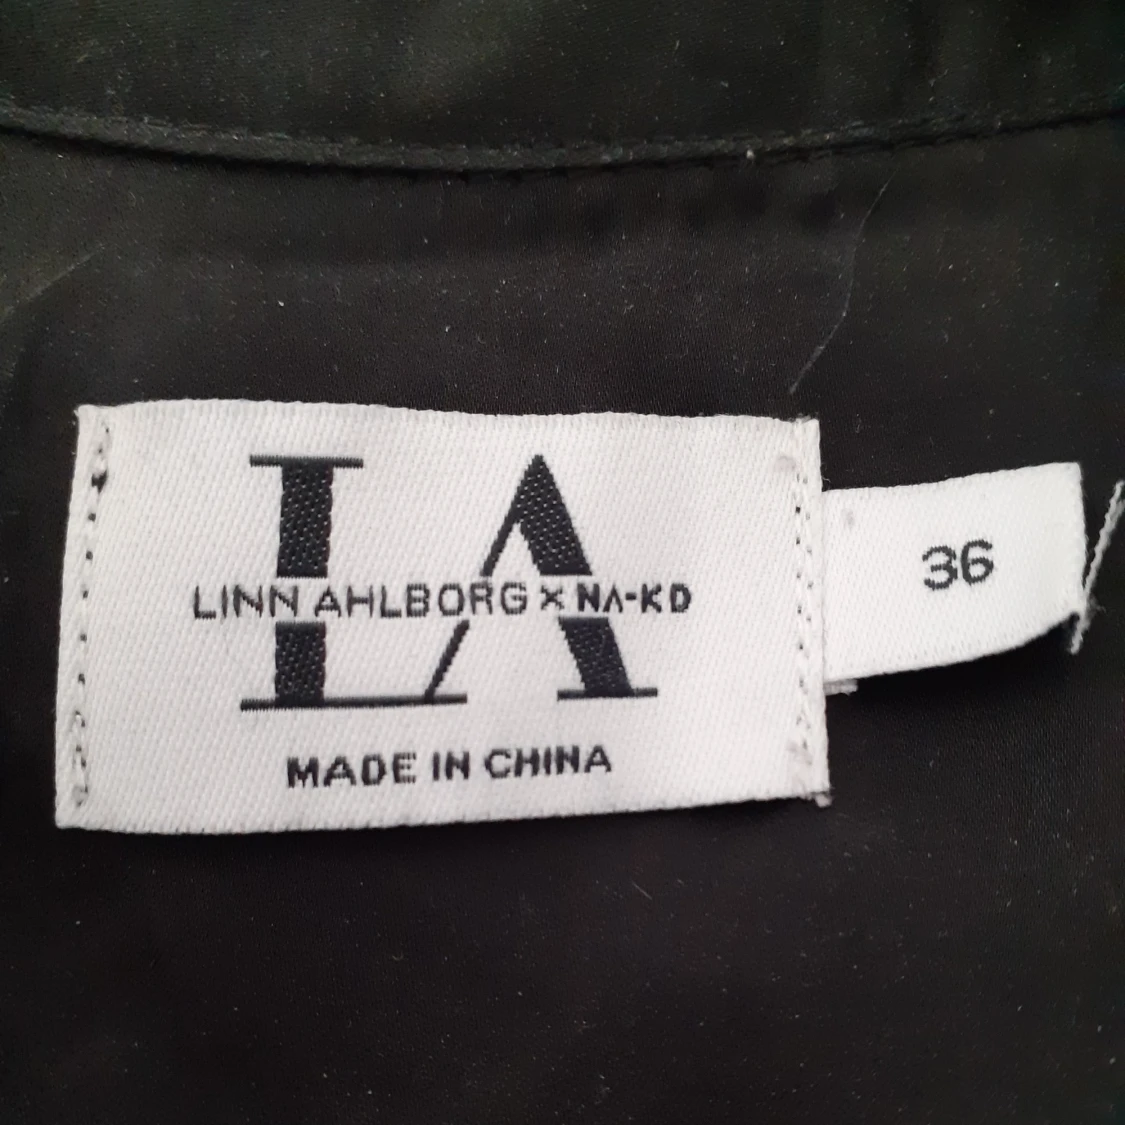 LA
LINN AHLBORG × NA-KD
MADE IN CHINA
36